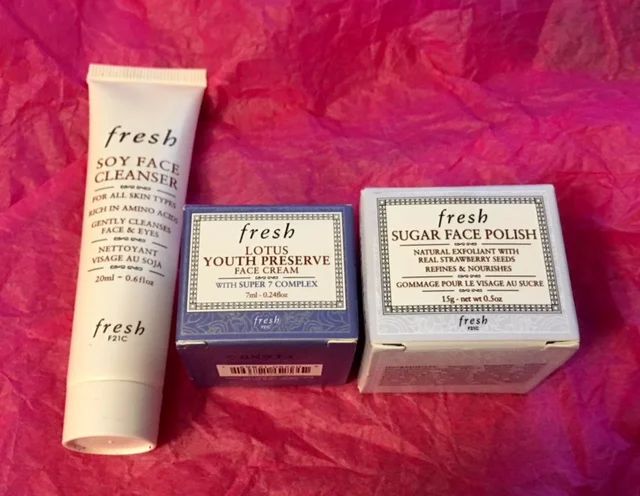 fresh
SOY FACE
CLEANSER
FOR ALL SKIN TYPES
RICH IN AMINO ACIDS
GENTLY CLEANSES
FACE & EYES
NETTOYANT
VISAGE AU SOJA
20ml - 0.6floz
fresh
F21C
fresh
LOTUS
YOUTH PRESERVE
FACE CREAM
WITH SUPER 7 COMPLEX
7ml - 0.24floz
fresh
F21C
fresh
SUGAR FACE POLISH
NATURAL EXFOLIANT WITH
REAL STRAWBERRY SEEDS
REFINES & NOURISHES
GOMMAGE POUR LE VISAGE AU SUCRE
15g - net wt 0.5oz
fresh
F21C